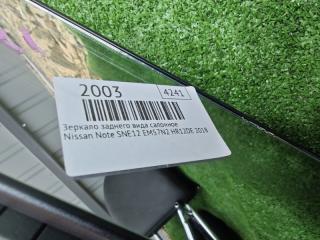 2003
4241
Зеркало заднего вида салонное
Nissan Note SNE12 EM57N2 HR12DE 2018